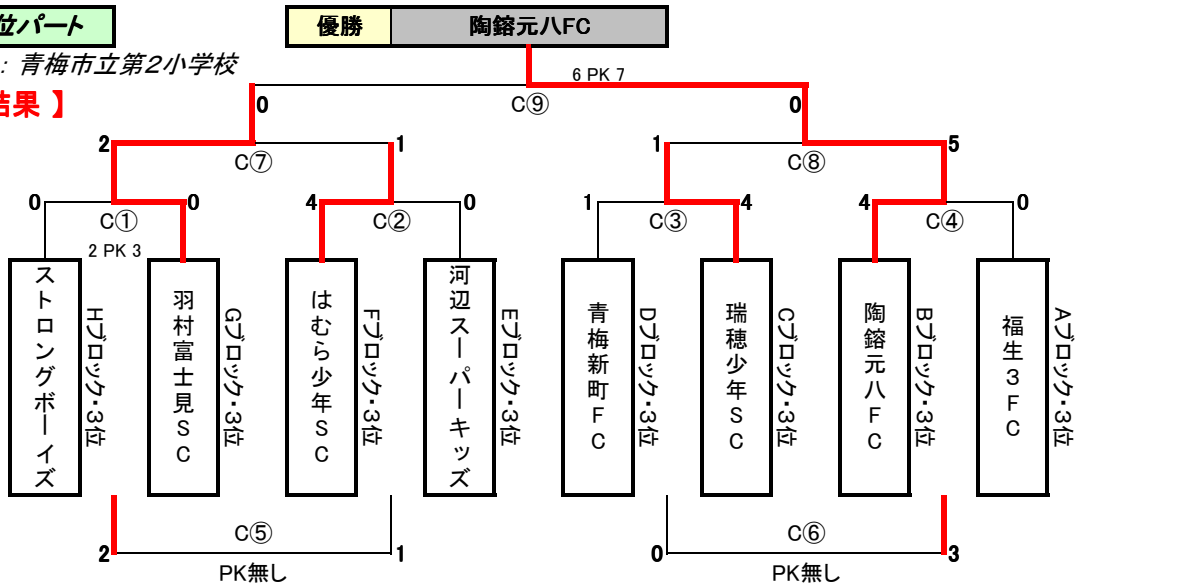 位パート
優勝
陶鎔元八FC
: 青梅市立第2小学校
結果 】
6 PK 7
0
C⑨
0
2
C⑦
1
1
C⑧
5
0
C①
0
4
C②
0
1
C③
4
4
C④
0
2 PK 3
ストロングボーイズ
Hブロック・3位
羽村富士見SC
Gブロック・3位
はむら少年SC
Fブロック・3位
河辺スーパーキッズ
Eブロック・3位
青梅新町FC
Dブロック・3位
瑞穂少年SC
Cブロック・3位
陶鎔元八FC
Bブロック・3位
福生3FC
Aブロック・3位
2
C⑤
1
PK無し
0
C⑥
3
PK無し